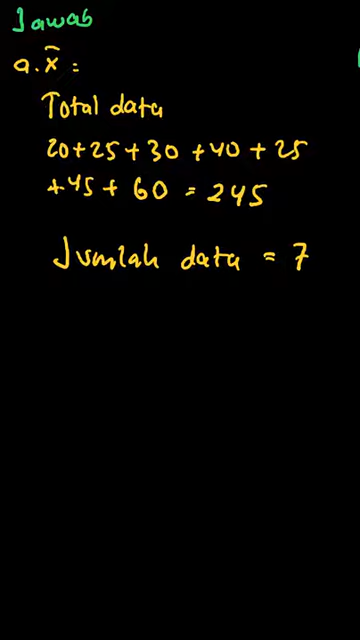 Jawab
a. x̄ =
Total data
20+25+30+40+25
+45+60 = 245
Jumlah data = 7